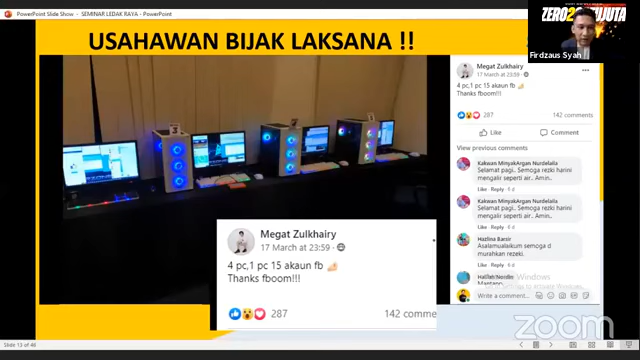 PowerPoint Slide Show - SEMINAR LEDAK RAYA - PowerPoint
USAHAWAN BIJAK LAKSANA !!
Firdzaus Syah
Megat Zulkhairy
17 March at 23:59
4 pc,1 pc 15 akaun fb
Thanks fboom!!!
287
142 comments
Like
Comment
View previous comments
Kakwan MinyakArgan Nurdelaila
Selamat pagi.. Semoga rezki harini
mengalir seperti air.. Amin..
Like Reply 6 d
Kakwan MinyakArgan Nurdelaila
Selamat pagi.. Semoga rezki harini
mengalir seperti air.. Amin..
Like Reply 6 d
Hazlina Barsir
Asalamualaikum semoga d
murahkan rezeki.
Like Reply 6 d
Write a comment...
Megat Zulkhairy
17 March at 23:59
4 pc,1 pc 15 akaun fb
Thanks fboom!!!
287
142 comme
zoom
Slide 13 of 48